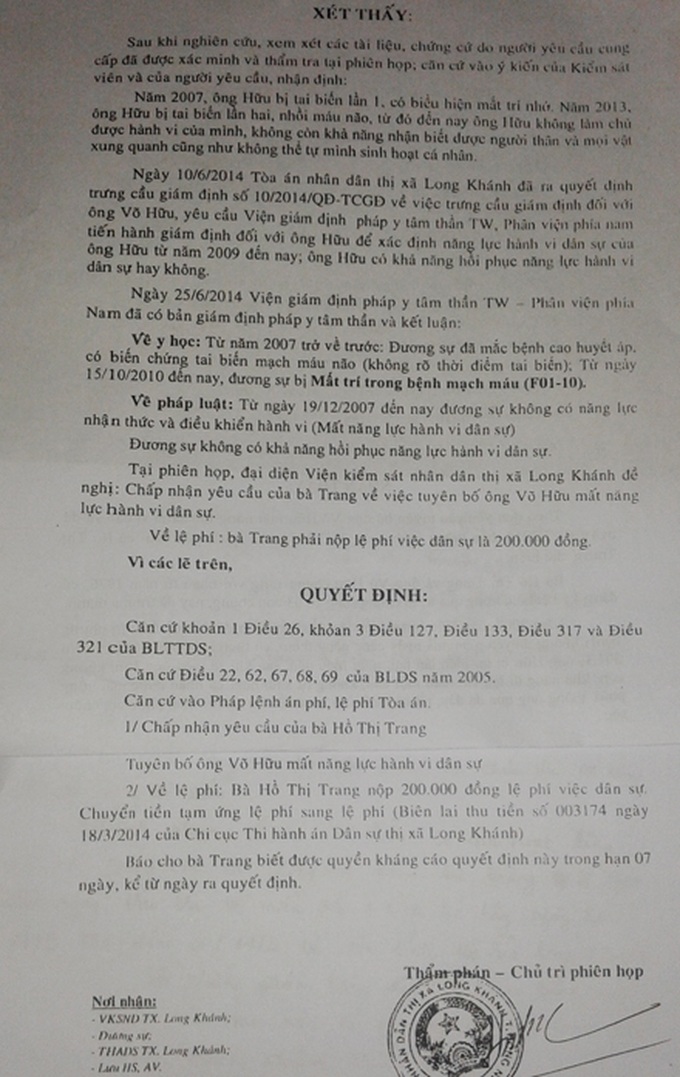 XÉT THẤY:
Sau khi nghiên cứu, xem xét các tài liệu, chứng cứ do người yêu cầu cung
cấp đã được xác minh và thẩm tra tại phiên họp; căn cứ vào ý kiến của Kiểm sát
viên và của người yêu cầu, nhận định:
Năm 2007, ông Hữu bị tai biến lần 1, có biểu hiện mất trí nhớ. Năm 2013,
ông Hữu bị tai biến lần hai, nhồi máu não, từ đó đến nay ông Hữu không làm chủ
được hành vi của mình, không còn khả năng nhận biết được người thân và mọi vật
xung quanh cũng như không thể tự mình sinh hoạt cá nhân.
Ngày 10/6/2014 Tòa án nhân dân thị xã Long Khánh đã ra quyết định
trưng cầu giám định số 10/2014/QĐ-TCGĐ về việc trưng cầu giám định đối với
ông Võ Hữu, yêu cầu Viện giám định pháp y tâm thần TW, Phân viện phía nam
tiến hành giám định đối với ông Hữu để xác định năng lực hành vi dân sự của
ông Hữu từ năm 2009 đến nay; ông Hữu có khả năng hồi phục năng lực hành vi
dân sự hay không.
Ngày 25/6/2014 Viện giám định pháp y tâm thần TW – Phân viện phía
Nam đã có bản giám định pháp y tâm thần và kết luận:
Về y học: Từ năm 2007 trở về trước: Đương sự đã mắc bệnh cao huyết áp,
có biến chứng tai biến mạch máu não (không rõ thời điểm tai biến); Từ ngày
15/10/2010 đến nay, đương sự bị Mất trí trong bệnh mạch máu (F01-10).
Về pháp luật: Từ ngày 19/12/2007 đến nay đương sự không có năng lực
nhận thức và điều khiển hành vi (Mất năng lực hành vi dân sự)
Đương sự không có khả năng hồi phục năng lực hành vi dân sự.
Tại phiên họp, đại diện Viện kiểm sát nhân dân thị xã Long Khánh đề
nghị: Chấp nhận yêu cầu của bà Trang về việc tuyên bố ông Võ Hữu mất năng
lực hành vi dân sự.
Về lệ phí : bà Trang phải nộp lệ phí việc dân sự là 200.000 đồng.
Vì các lẽ trên,
QUYẾT ĐỊNH:
Căn cứ khoản 1 Điều 26, khỏan 3 Điều 127, Điều 133, Điều 317 và Điều
321 của BLTTDS;
Căn cứ Điều 22, 62, 67, 68, 69 của BLDS năm 2005.
Căn cứ vào Pháp lệnh án phí, lệ phí Tòa án.
1/ Chấp nhận yêu cầu của bà Hồ Thị Trang
Tuyên bố ông Võ Hữu mất năng lực hành vi dân sự
2/ Về lệ phí: Bà Hồ Thị Trang nộp 200.000 đồng lệ phí việc dân sự.
Chuyển tiền tạm ứng lệ phí sang lệ phí (Biên lai thu tiền số 003174 ngày
18/3/2014 của Chi cục Thi hành án Dân sự thị xã Long Khánh)
Báo cho bà Trang biết được quyền kháng cáo quyết định này trong hạn 07
ngày, kể từ ngày ra quyết định.
Thẩm phán – Chủ trì phiên họp
Nơi nhận:
- VKSND TX. Long Khánh;
- Đương sự;
- THADS TX. Long Khánh;
- Lưu HS, AV.
NHÂN DÂN THỊ XÃ LONG KHÁNH